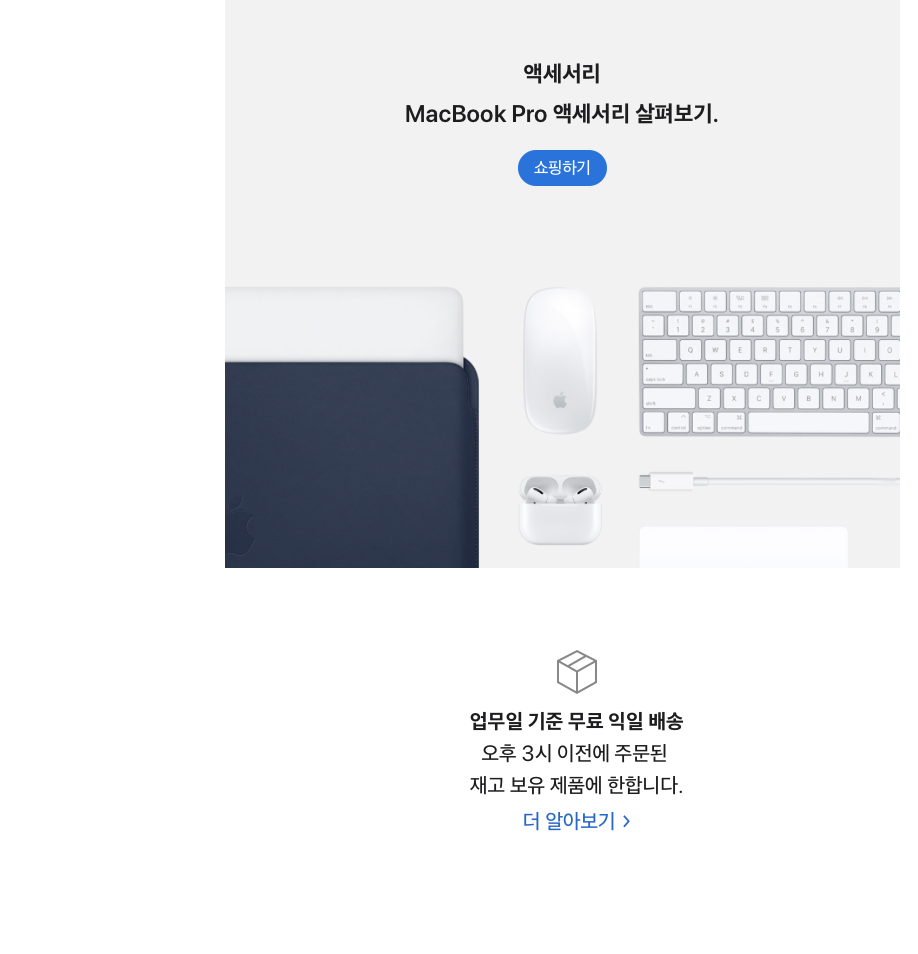 액세서리
MacBook Pro 액세서리 살펴보기.
쇼핑하기
Q W E R T Y U I O
A S D F G H J K L
Z X C V B N M
업무일 기준 무료 익일 배송
오후 3시 이전에 주문된
재고 보유 제품에 한합니다.
더 알아보기